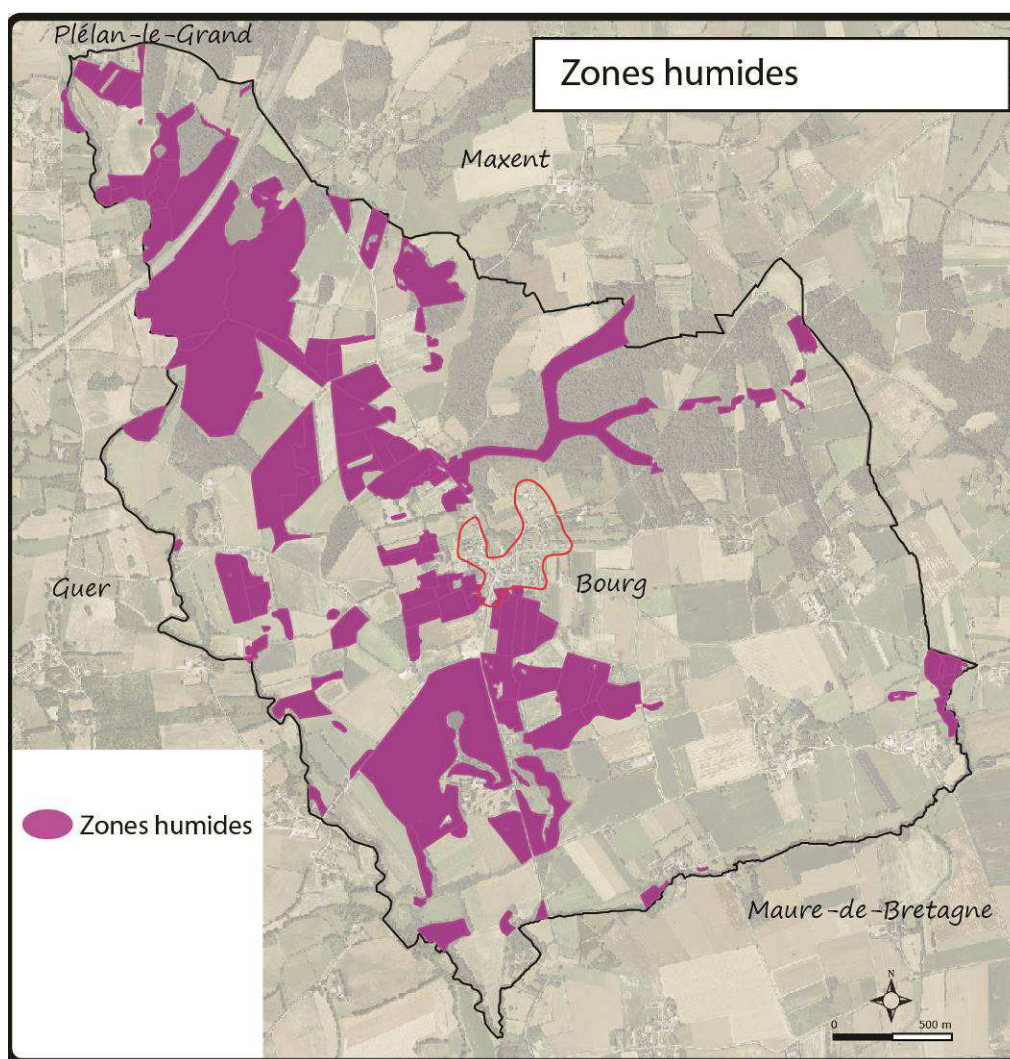 Plélan-le-Grand
Zones humides
Maxent
Guer
Bourg
Zones humides
Maure-de-Bretagne
N
0 500 m